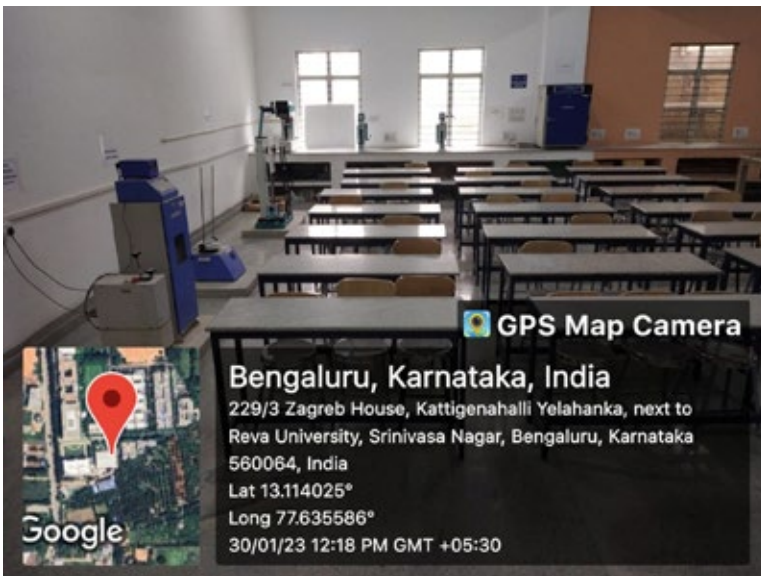 GPS Map Camera
Bengaluru, Karnataka, India
229/3 Zagreb House, Kattigenahalli Yelahanka, next to
Reva University, Srinivasa Nagar, Bengaluru, Karnataka
560064, India
Lat 13.114025°
Long 77.635586°
30/01/23 12:18 PM GMT +05:30
Google